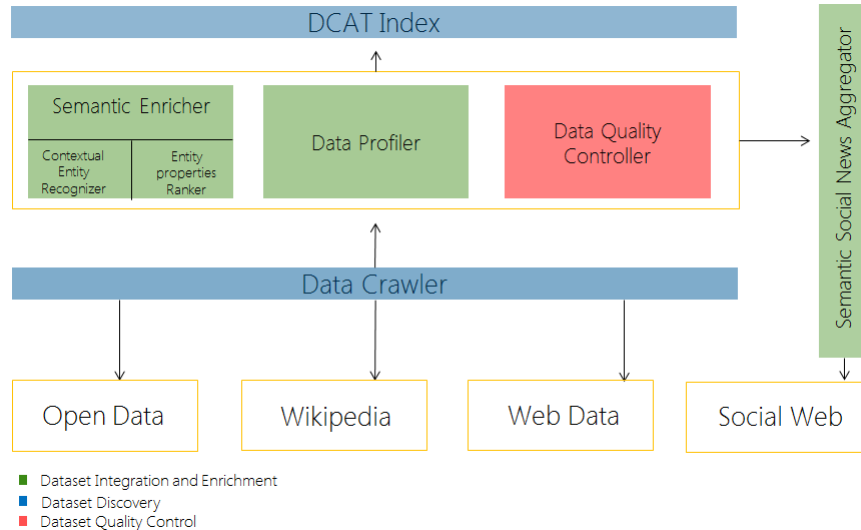 DCAT Index
Semantic Enricher
Contextual
Entity
Recognizer
Entity
properties
Ranker
Data Profiler
Data Quality
Controller
Semantic Social News Aggregator
Data Crawler
Open Data
Wikipedia
Web Data
Social Web
Dataset Integration and Enrichment
Dataset Discovery
Dataset Quality Control